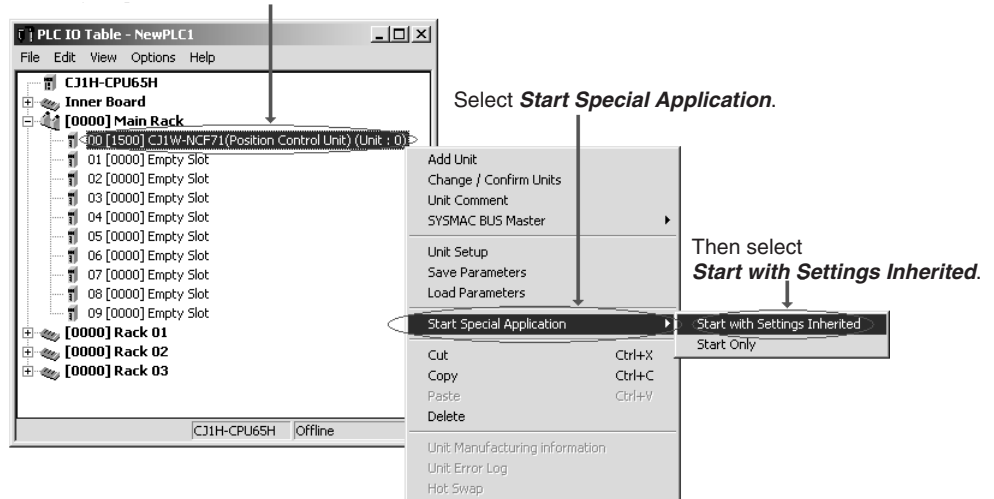 PLC IO Table - NewPLC1
File Edit View Options Help
CJ1H-CPU65H
Inner Board
[0000] Main Rack
00 [1500] CJ1W-NCF71(Position Control Unit) (Unit : 0)
01 [0000] Empty Slot
02 [0000] Empty Slot
03 [0000] Empty Slot
04 [0000] Empty Slot
05 [0000] Empty Slot
06 [0000] Empty Slot
07 [0000] Empty Slot
08 [0000] Empty Slot
09 [0000] Empty Slot
[0000] Rack 01
[0000] Rack 02
[0000] Rack 03
CJ1H-CPU65H Offline
Select Start Special Application.
Add Unit
Change / Confirm Units
Unit Comment
SYSMAC BUS Master
Unit Setup
Save Parameters
Load Parameters
Start Special Application
Cut Ctrl+X
Copy Ctrl+C
Paste Ctrl+V
Delete
Unit Manufacturing information
Unit Error Log
Hot Swap
Then select
Start with Settings Inherited.
Start with Settings Inherited
Start Only